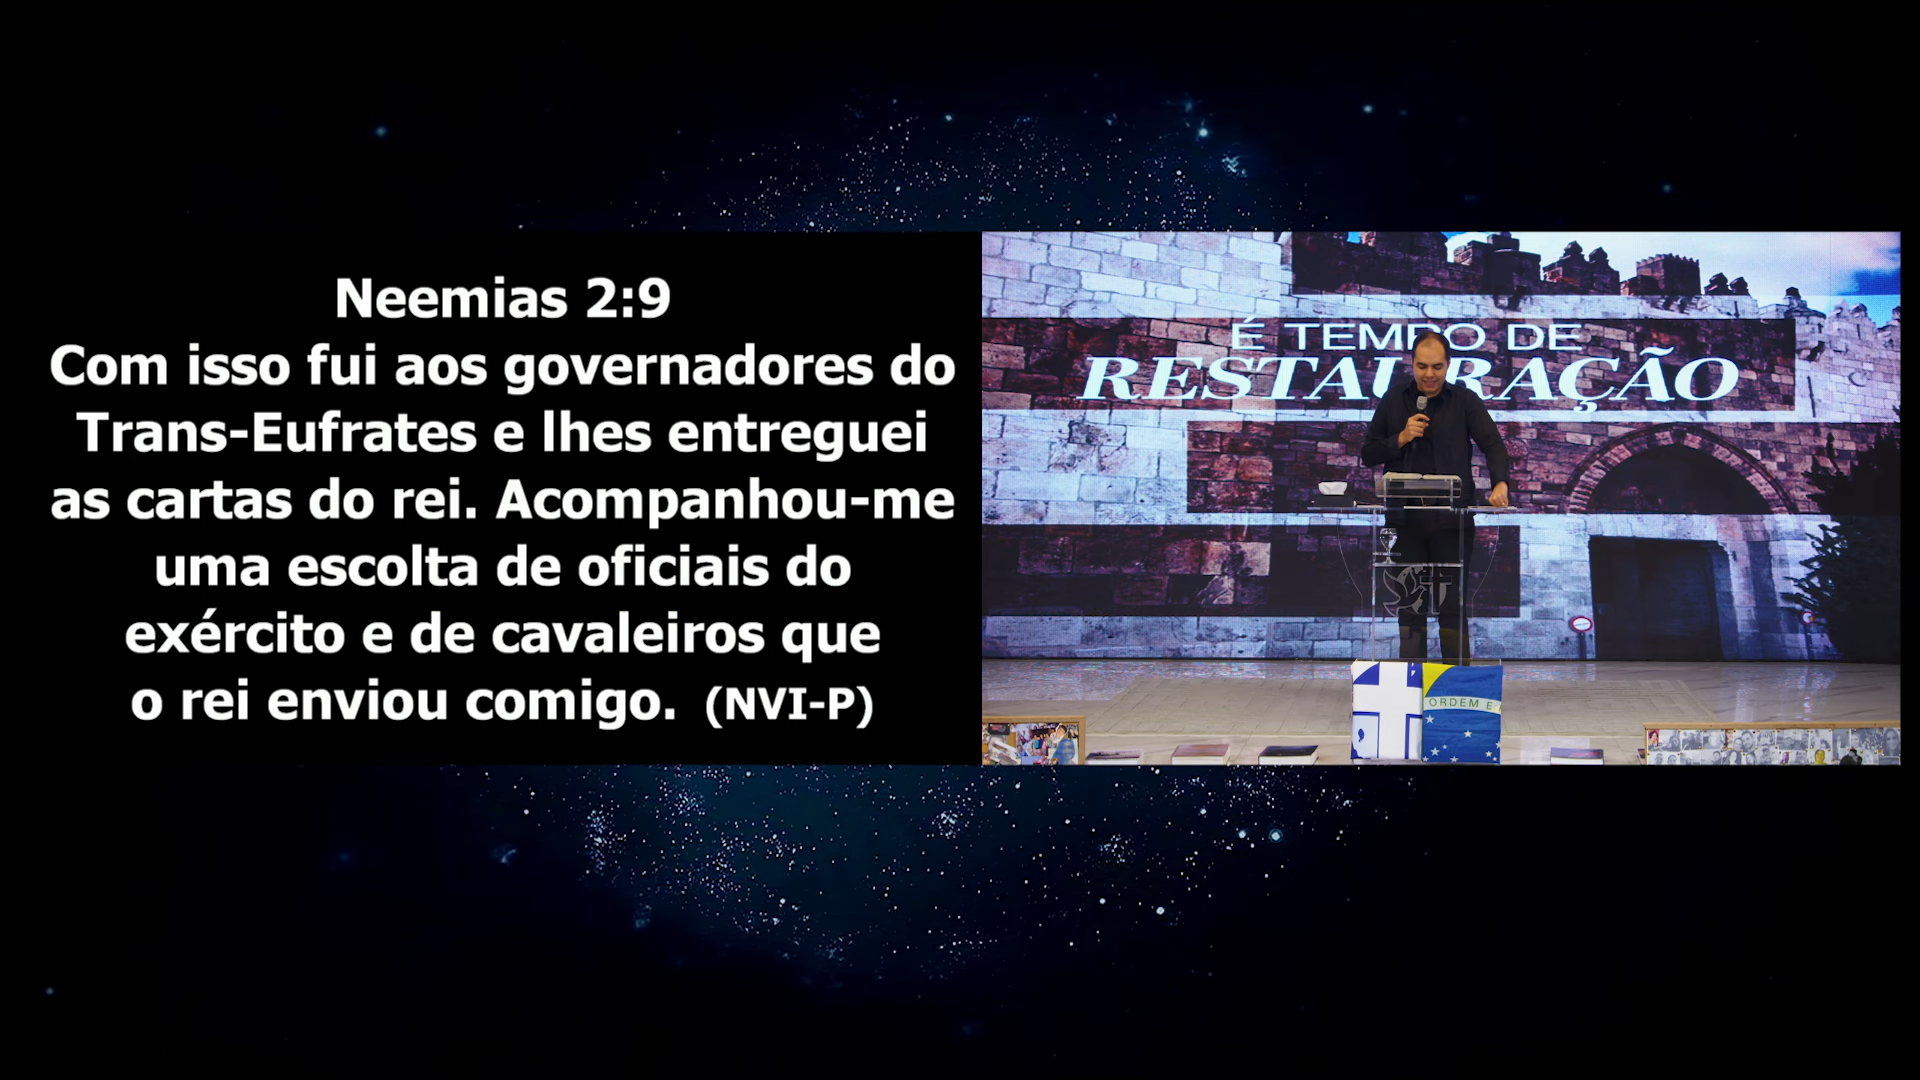 Neemias 2:9
Com isso fui aos governadores do
Trans-Eufrates e lhes entreguei
as cartas do rei. Acompanhou-me
uma escolta de oficiais do
exército e de cavaleiros que
o rei enviou comigo. (NVI-P)
É TEMPO DE
RESTAURAÇÃO
ORDEM E